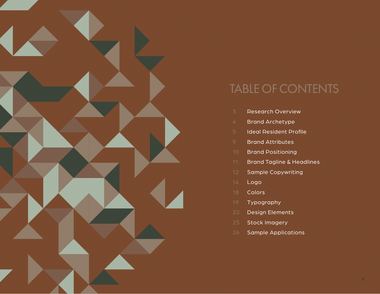 TABLE OF CONTENTS
3 Research Overview
4 Brand Archetype
5 Ideal Resident Profile
9 Brand Attributes
10 Brand Positioning
11 Brand Tagline & Headlines
12 Sample Copywriting
14 Logo
18 Colors
19 Typography
22 Design Elements
23 Stock Imagery
24 Sample Applications